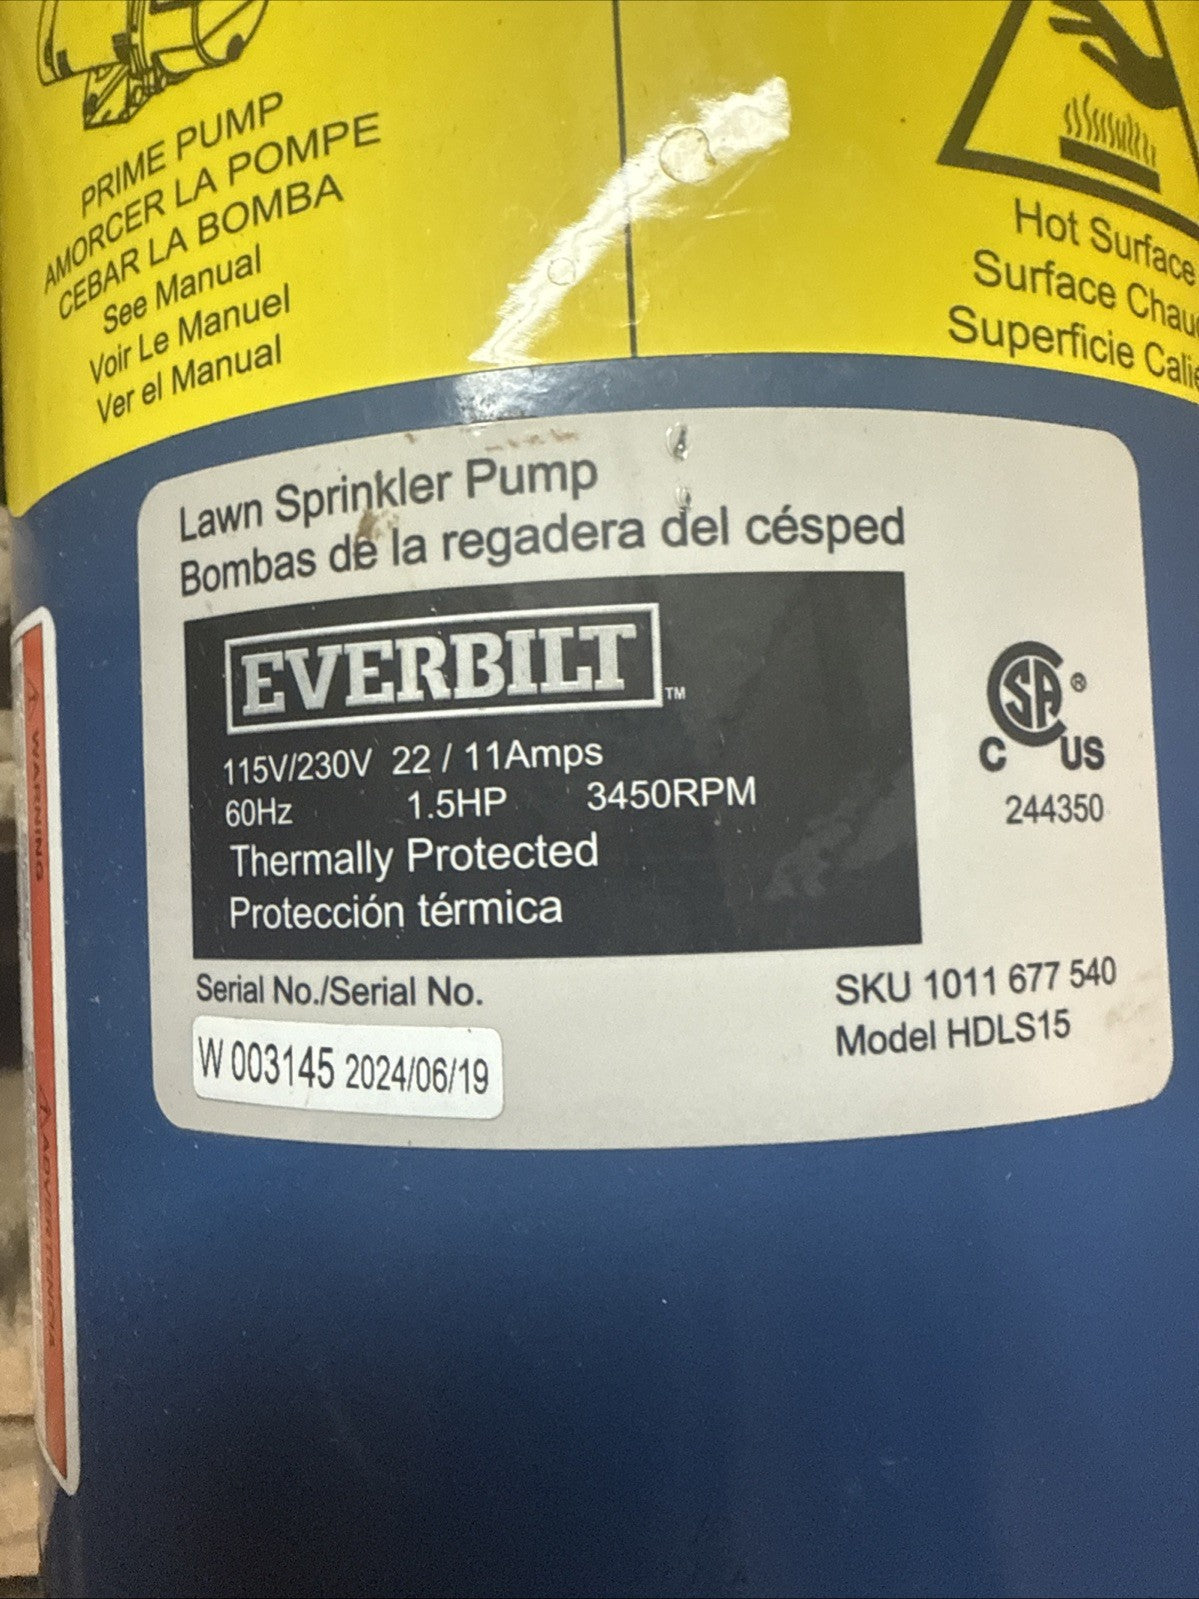 PRIME PUMP
AMORCER LA POMPE
CEBAR LA BOMBA
See Manual
Voir Le Manuel
Ver el Manual
Hot Surface
Surface
Superficie
Lawn Sprinkler Pump
Bombas de la regadera del césped
EVERBILT™
115V/230V 22 / 11Amps
60Hz 1.5HP 3450RPM
Thermally Protected
Protección térmica
CSA®
C US
244350
Serial No./Serial No.
W 003145 2024/06/19
SKU 1011 677 540
Model HDLS15
WARNING
ADVERTENCIA